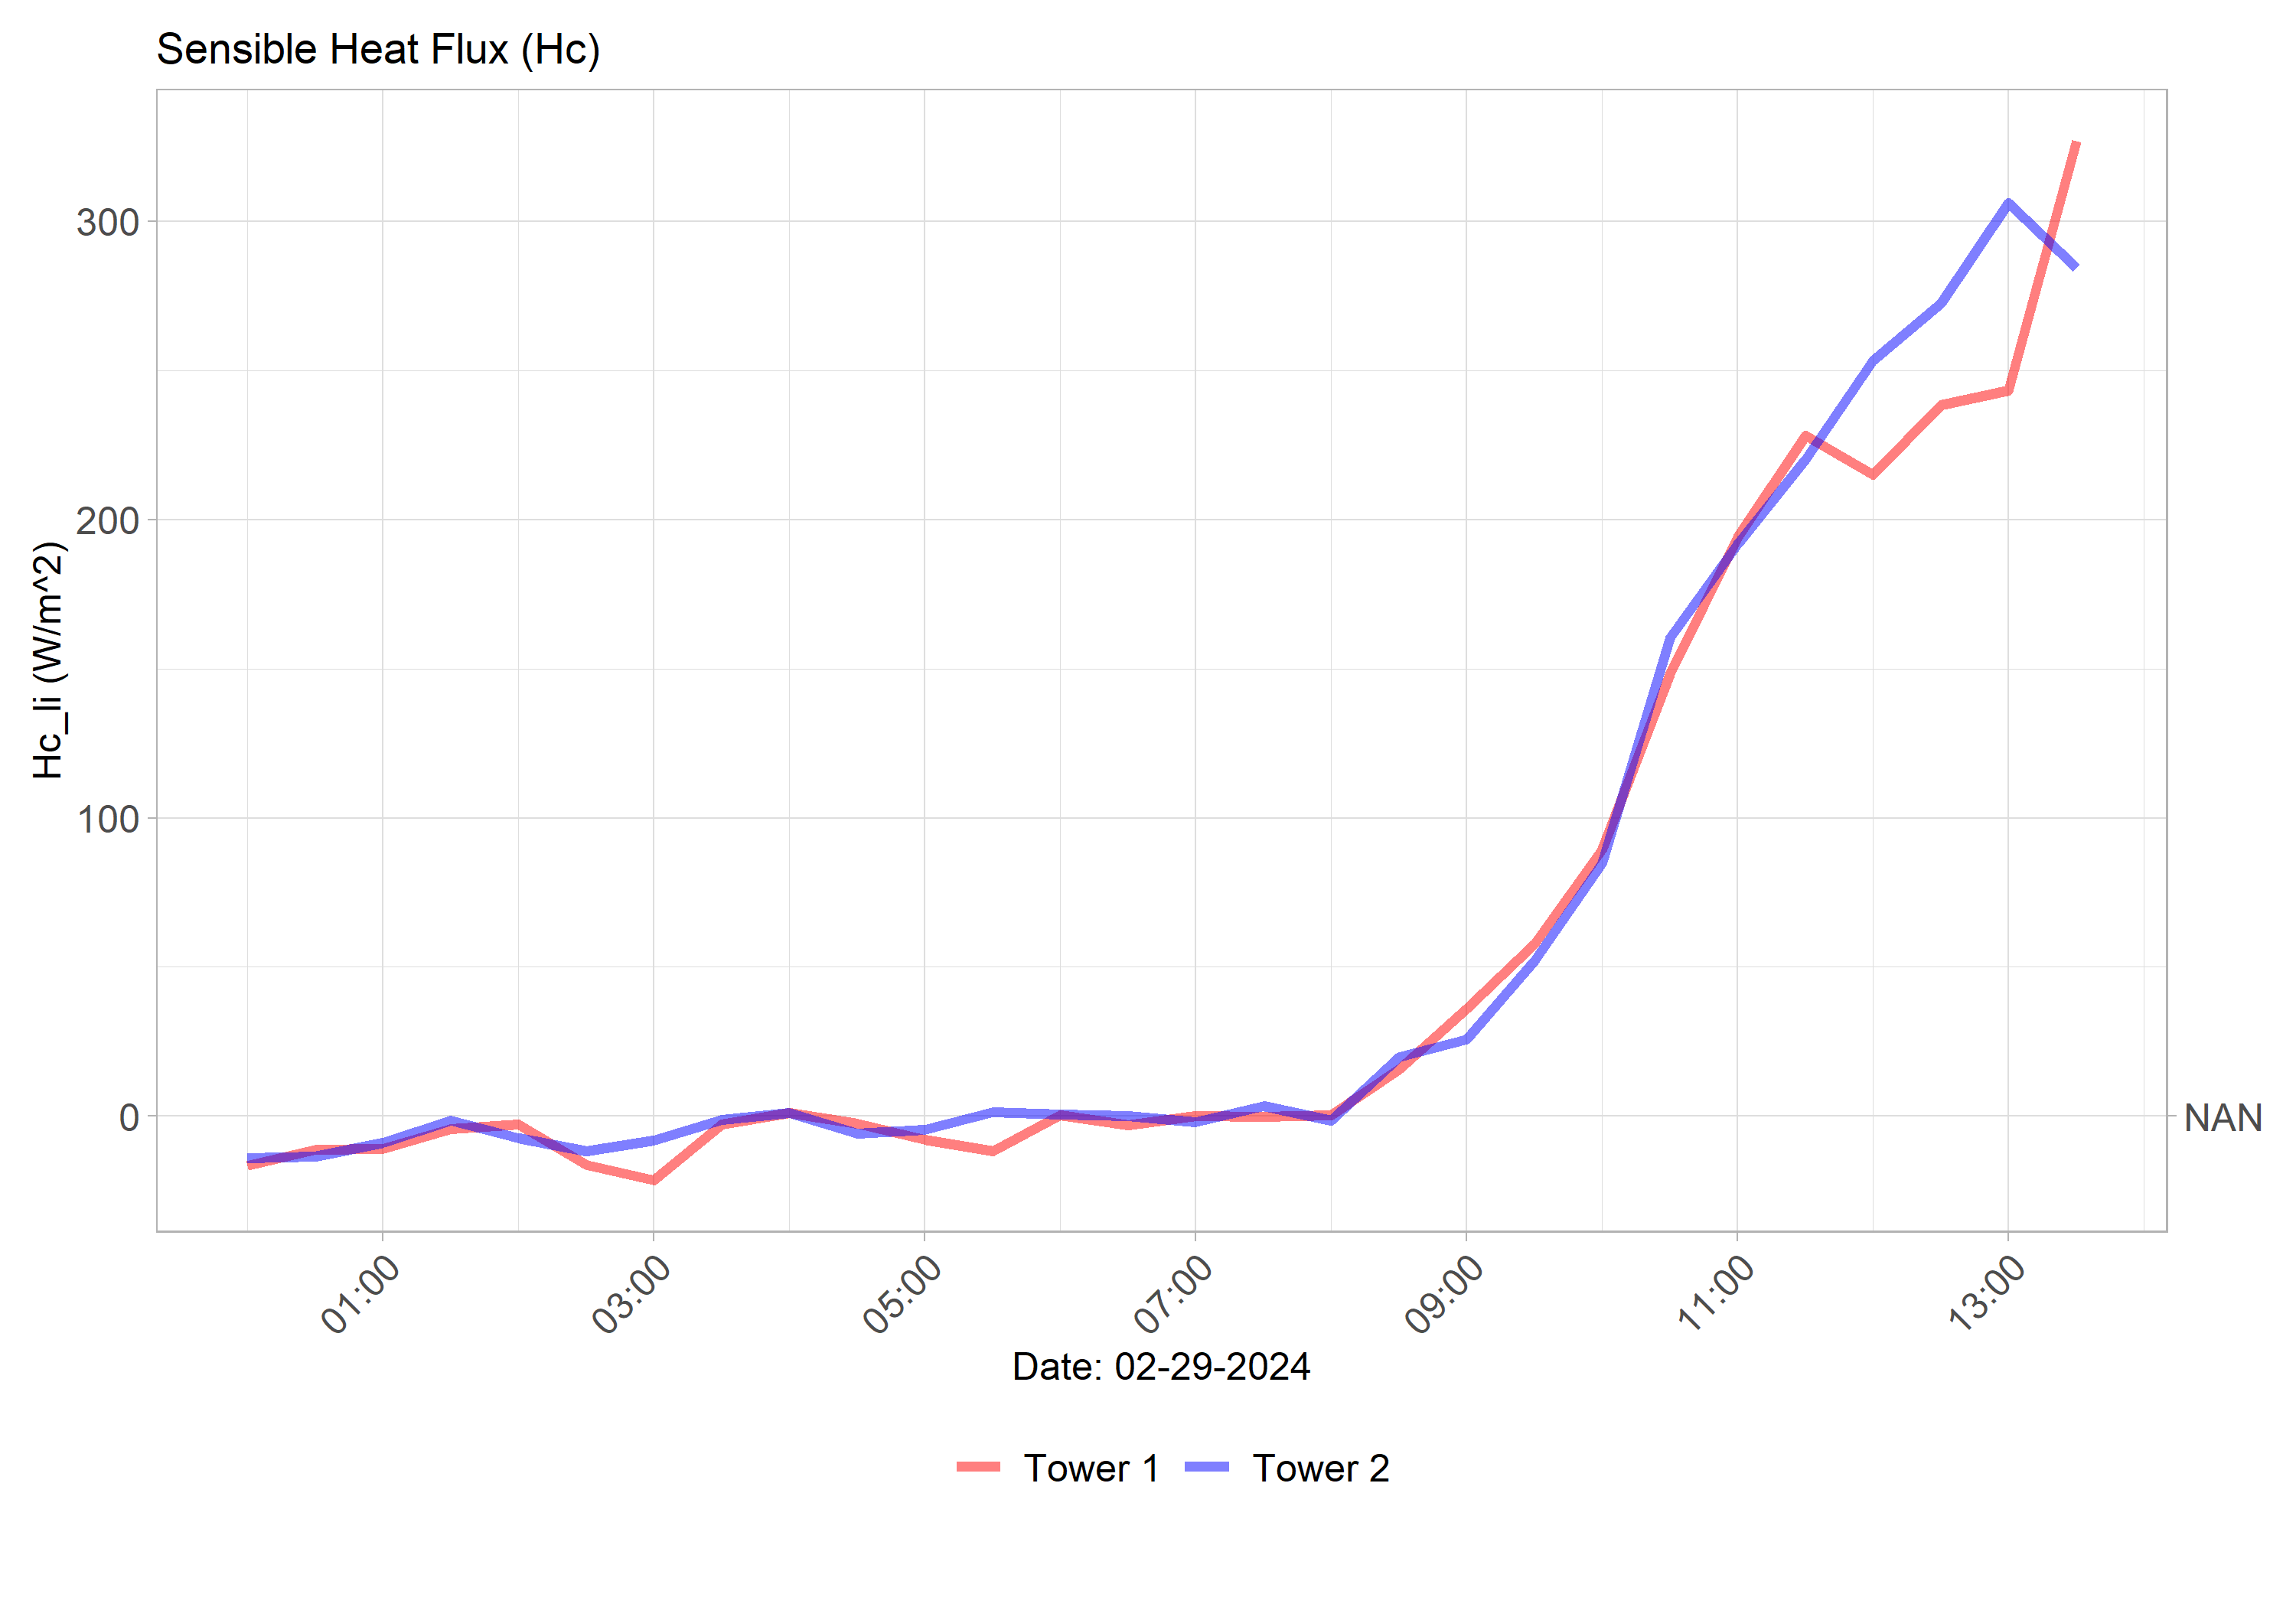 Sensible Heat Flux (Hc)
Hc_li (W/m^2)
300
200
100
0
NAN
01:00
03:00
05:00
07:00
09:00
11:00
13:00
Date: 02-29-2024
Tower 1
Tower 2